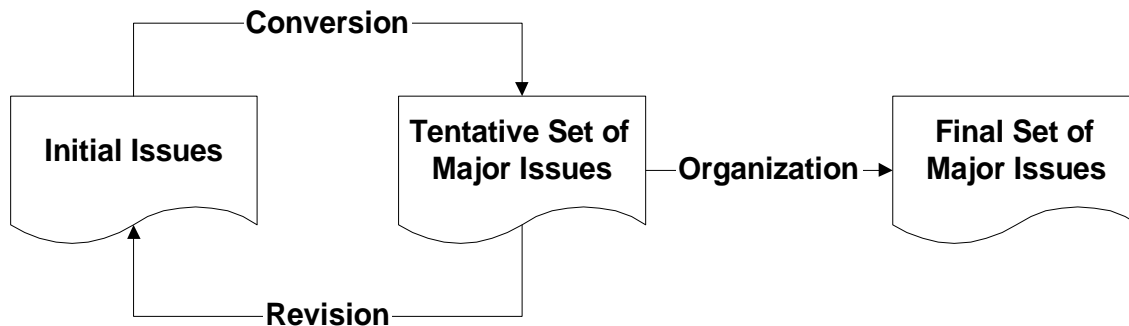 Conversion
Initial Issues
Tentative Set of
Major Issues
Organization
Final Set of
Major Issues
Revision